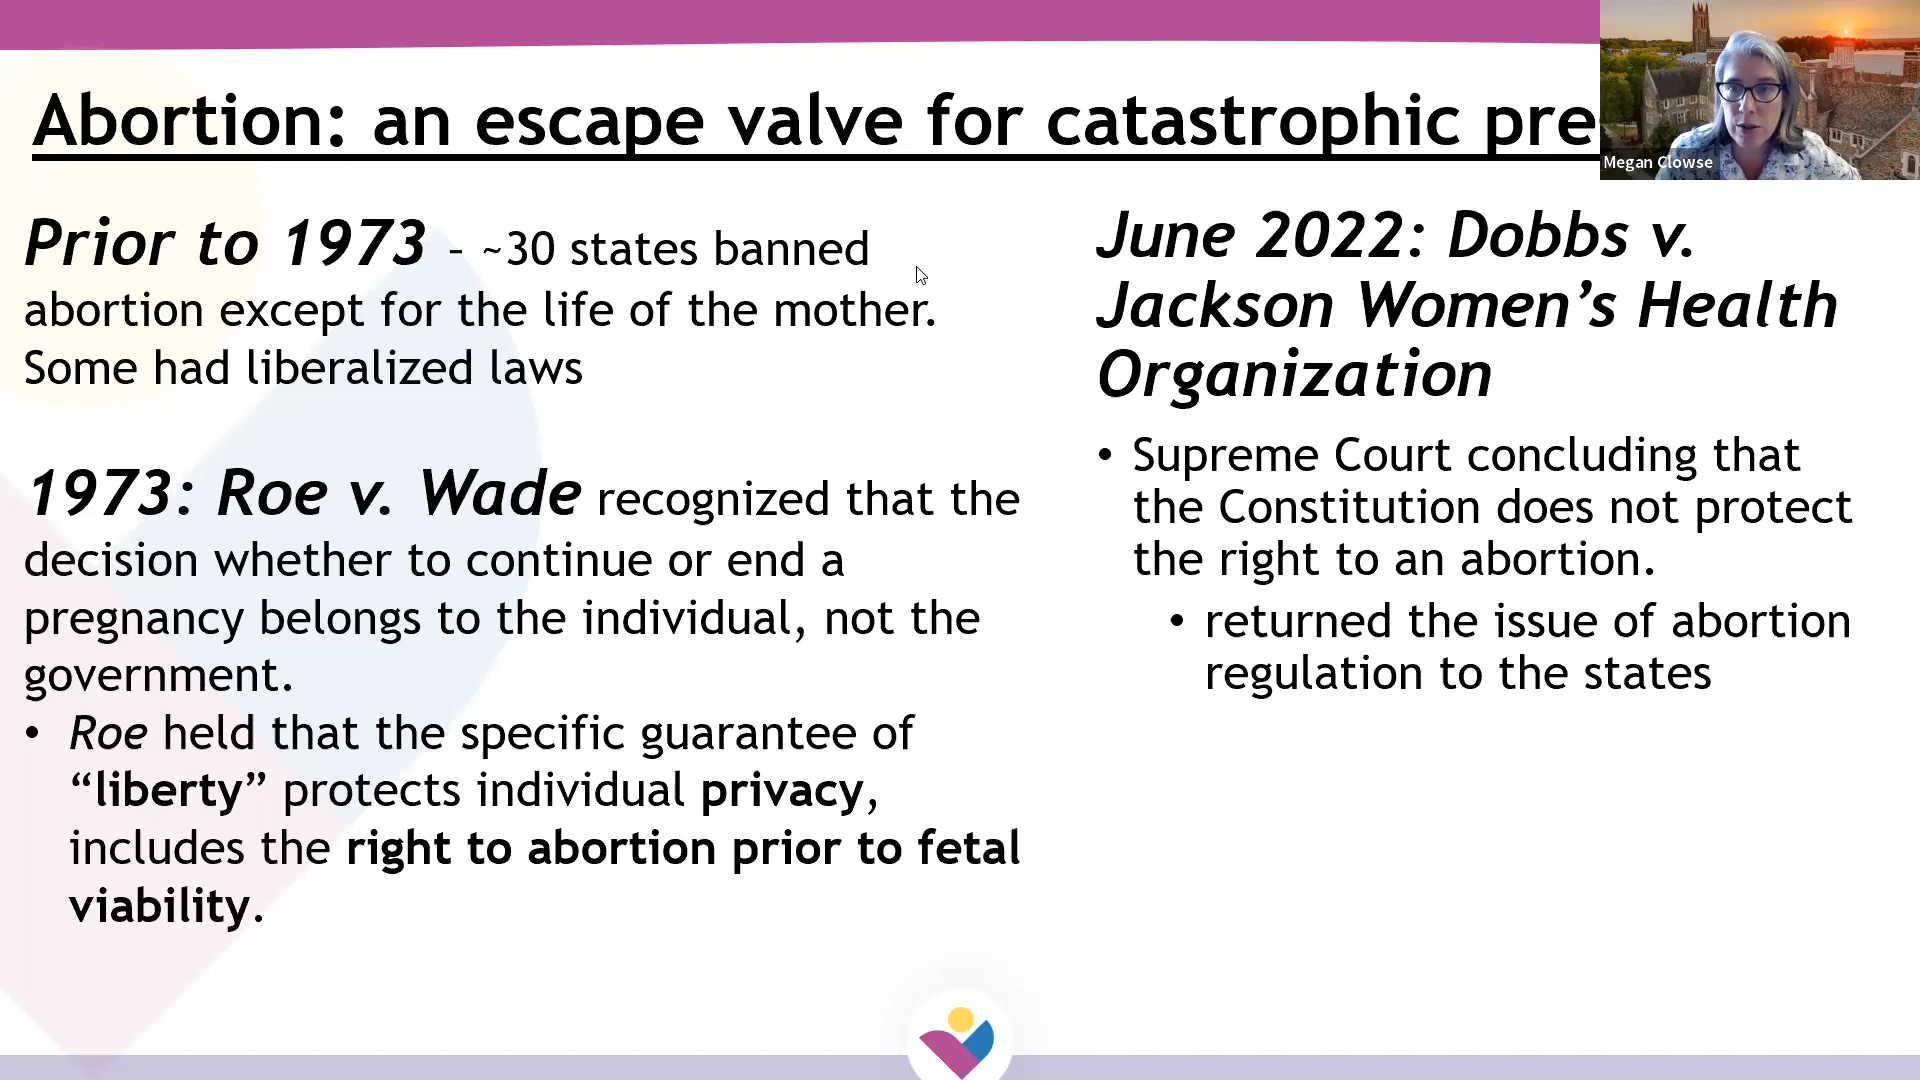 Abortion: an escape valve for catastrophic pre
Megan Clowse
Prior to 1973 – ~30 states banned
abortion except for the life of the mother.
Some had liberalized laws
1973: Roe v. Wade recognized that the
decision whether to continue or end a
pregnancy belongs to the individual, not the
government.
• Roe held that the specific guarantee of
“liberty” protects individual privacy,
includes the right to abortion prior to fetal
viability.
June 2022: Dobbs v.
Jackson Women’s Health
Organization
• Supreme Court concluding that
the Constitution does not protect
the right to an abortion.
• returned the issue of abortion
regulation to the states